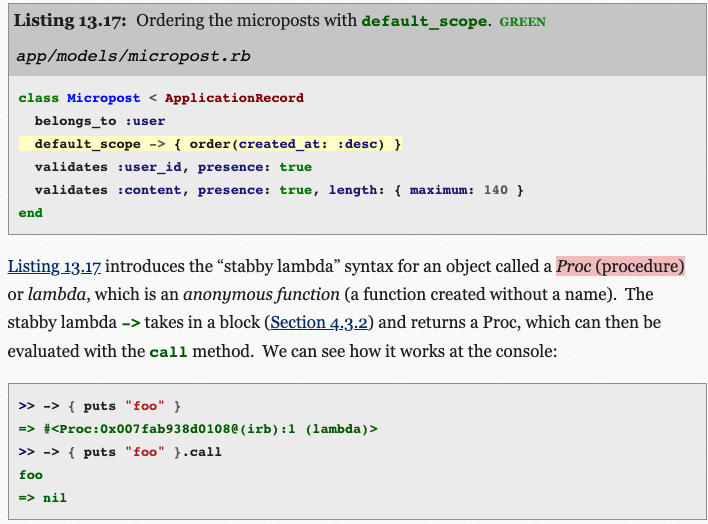 Listing 13.17: Ordering the microposts with default_scope. GREEN
app/models/micropost.rb
class Micropost < ApplicationRecord
  belongs_to :user
  default_scope -> { order(created_at: :desc) }
  validates :user_id, presence: true
  validates :content, presence: true, length: { maximum: 140 }
end
Listing 13.17 introduces the “stabby lambda” syntax for an object called a Proc (procedure)
or lambda, which is an anonymous function (a function created without a name). The
stabby lambda -> takes in a block (Section 4.3.2) and returns a Proc, which can then be
evaluated with the call method. We can see how it works at the console:
>> -> { puts "foo" }
=> #<Proc:0x007fab938d0108@(irb):1 (lambda)>
>> -> { puts "foo" }.call
foo
=> nil